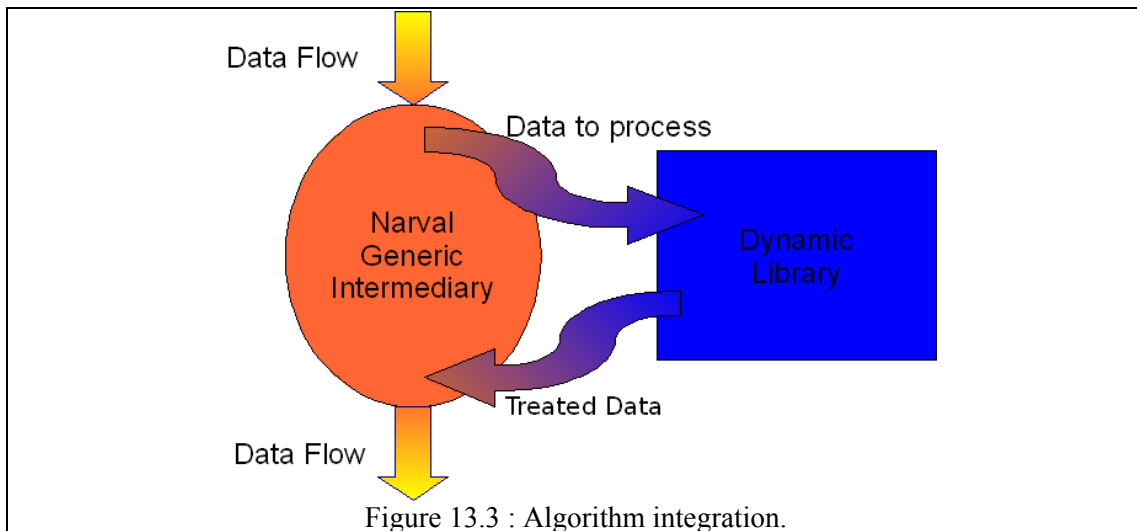 Data Flow
Data to process
Narval
Generic
Intermediary
Dynamic
Library
Treated Data
Data Flow
Figure 13.3 : Algorithm integration.